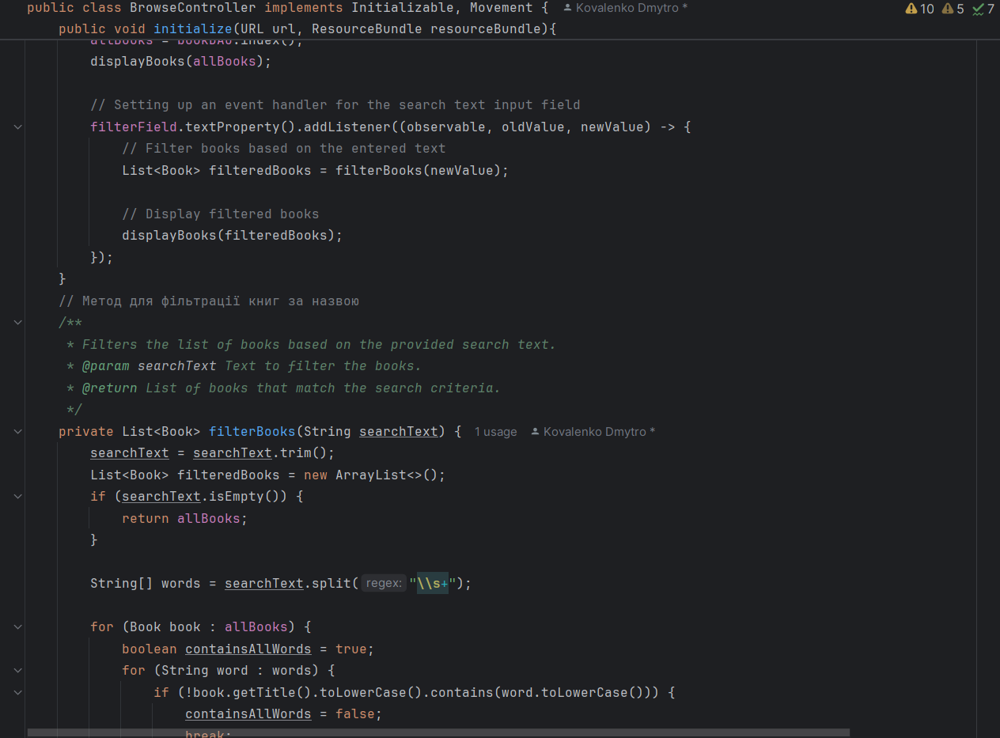 public class BrowseController implements Initializable, Movement { Kovalenko Dmytro * 10 5 7
public void initialize(URL url, ResourceBundle resourceBundle){
allBooks = bookDAO.index();
displayBooks(allBooks);
// Setting up an event handler for the search text input field
filterField.textProperty().addListener((observable, oldValue, newValue) -> {
// Filter books based on the entered text
List<Book> filteredBooks = filterBooks(newValue);
// Display filtered books
displayBooks(filteredBooks);
});
}
// Метод для фільтрації книг за назвою
/**
* Filters the list of books based on the provided search text.
* @param searchText Text to filter the books.
* @return List of books that match the search criteria.
*/
private List<Book> filterBooks(String searchText) { 1 usage Kovalenko Dmytro *
searchText = searchText.trim();
List<Book> filteredBooks = new ArrayList<>();
if (searchText.isEmpty()) {
return allBooks;
}
String[] words = searchText.split( regex: "\\s+");
for (Book book : allBooks) {
boolean containsAllWords = true;
for (String word : words) {
if (!book.getTitle().toLowerCase().contains(word.toLowerCase())) {
containsAllWords = false;
break;